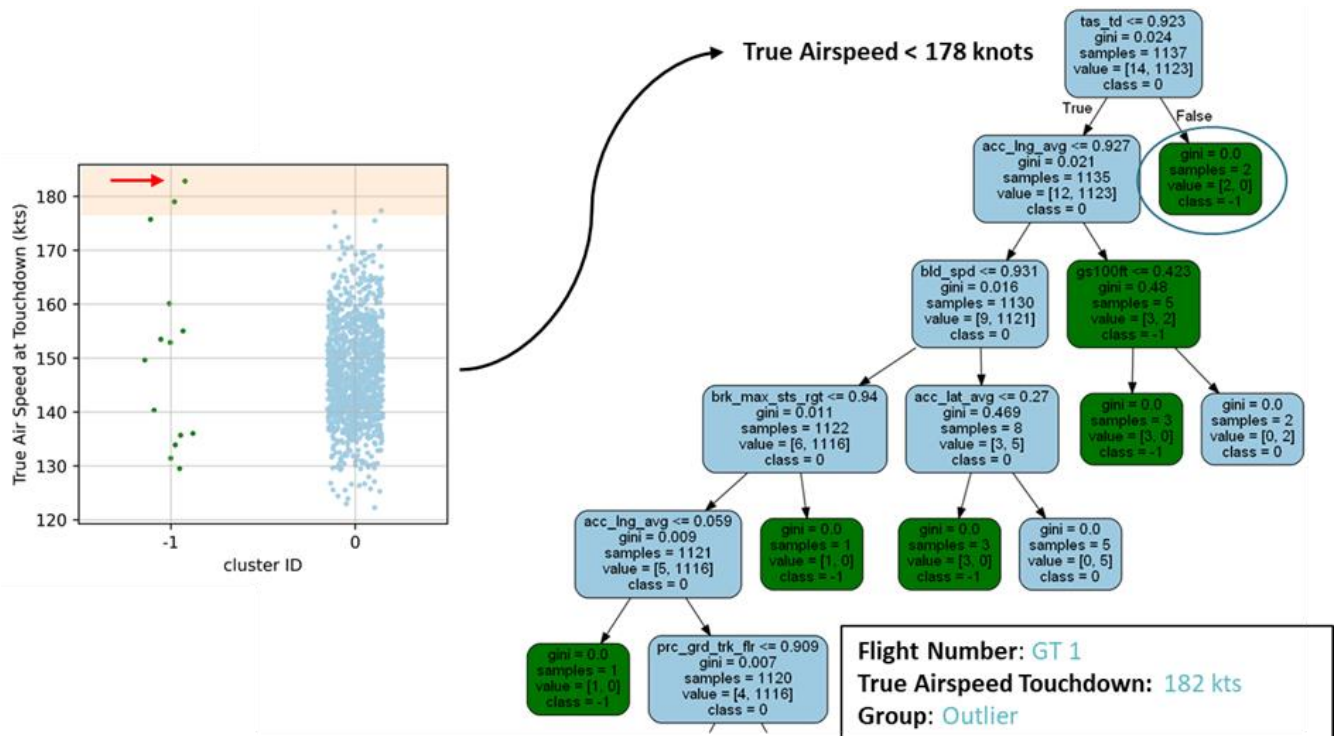 True Airspeed < 178 knots
tas_td <= 0.923
gini = 0.024
samples = 1137
value = [14, 1123]
class = 0
True
False
acc_lng_avg <= 0.927
gini = 0.021
samples = 1135
value = [12, 1123]
class = 0
gini = 0.0
samples = 2
value = [2, 0]
class = -1
bld_spd <= 0.931
gini = 0.016
samples = 1130
value = [9, 1121]
class = 0
gs100ft <= 0.423
gini = 0.48
samples = 5
value = [3, 2]
class = -1
brk_max_sts_rgt <= 0.94
gini = 0.011
samples = 1122
value = [6, 1116]
class = 0
acc_lat_avg <= 0.27
gini = 0.469
samples = 8
value = [3, 5]
class = 0
gini = 0.0
samples = 3
value = [3, 0]
class = -1
gini = 0.0
samples = 2
value = [0, 2]
class = 0
acc_lng_avg <= 0.059
gini = 0.009
samples = 1121
value = [5, 1116]
class = 0
gini = 0.0
samples = 1
value = [1, 0]
class = -1
gini = 0.0
samples = 3
value = [3, 0]
class = -1
gini = 0.0
samples = 5
value = [0, 5]
class = 0
gini = 0.0
samples = 1
value = [1, 0]
class = -1
prc_grd_trk_flr <= 0.909
gini = 0.007
samples = 1120
value = [4, 1116]
class = 0
True Air Speed at Touchdown (kts)
180
170
160
150
140
130
120
-1
0
cluster ID
Flight Number: GT 1
True Airspeed Touchdown: 182 kts
Group: Outlier